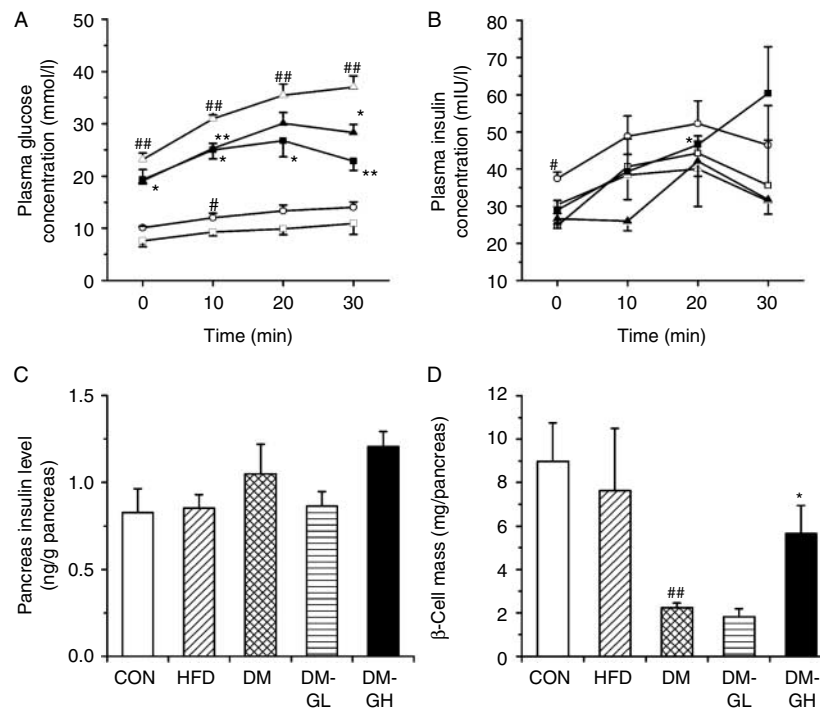 A
Plasma glucose
concentration (mmol/l)
50
40
30
20
10
0
##
##
##
##
**
*
*
*
*
**
#
0 10 20 30
Time (min)
B
Plasma insulin
concentration (mIU/l)
80
70
60
50
40
30
20
10
#
*
0 10 20 30
Time (min)
C
Pancreas insulin level
(ng/g pancreas)
1.5
1.0
0.5
0.0
CON HFD DM DM-GL DM-GH
D
β-Cell mass (mg/pancreas)
12
10
8
6
4
2
0
##
*
CON HFD DM DM-GL DM-GH